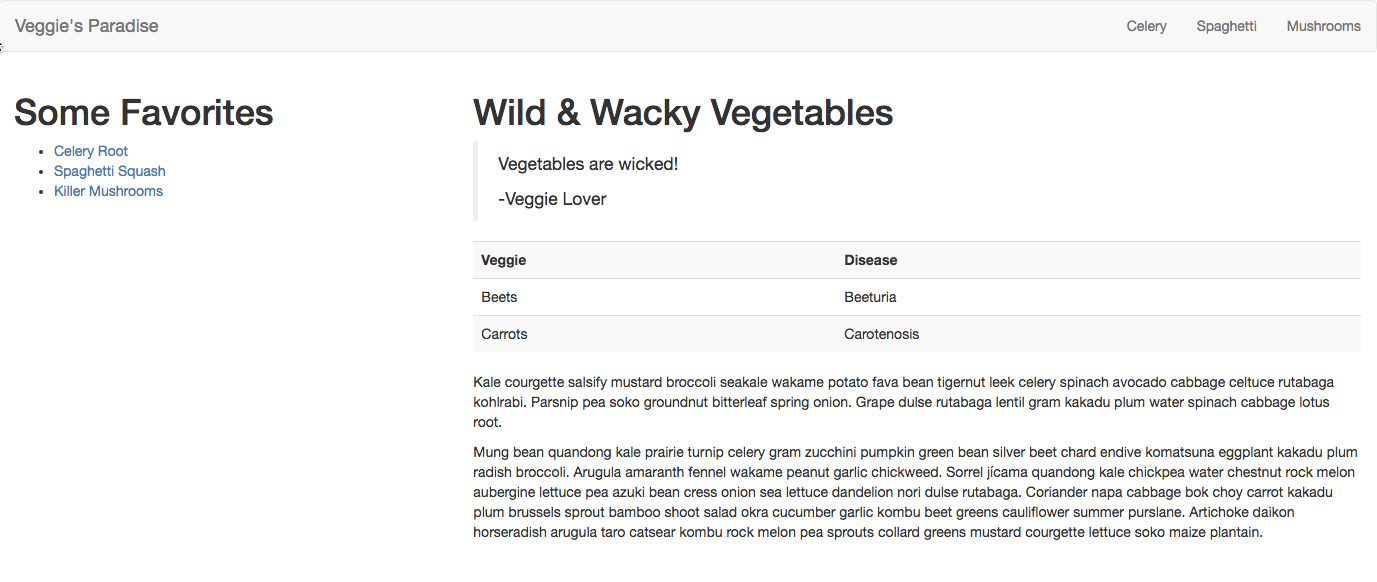 Veggie's Paradise
Celery
Spaghetti
Mushrooms
Some Favorites
Celery Root
Spaghetti Squash
Killer Mushrooms
Wild & Wacky Vegetables
Vegetables are wicked!
-Veggie Lover
Veggie Disease
Beets Beeturia
Carrots Carotenosis
Kale courgette salsify mustard broccoli seakale wakame potato fava bean tigernut leek celery spinach avocado cabbage celtuce rutabaga
kohlrabi. Parsnip pea soko groundnut bitterleaf spring onion. Grape dulse rutabaga lentil gram kakadu plum water spinach cabbage lotus
root.
Mung bean quandong kale prairie turnip celery gram zucchini pumpkin green bean silver beet chard endive komatsuna eggplant kakadu plum
radish broccoli. Arugula amaranth fennel wakame peanut garlic chickweed. Sorrel jícama quandong kale chickpea water chestnut rock melon
aubergine lettuce pea azuki bean cress onion sea lettuce dandelion nori dulse rutabaga. Coriander napa cabbage bok choy carrot kakadu
plum brussels sprout bamboo shoot salad okra cucumber garlic kombu beet greens cauliflower summer purslane. Artichoke daikon
horseradish arugula taro catsear kombu rock melon pea sprouts collard greens mustard courgette lettuce soko maize plantain.